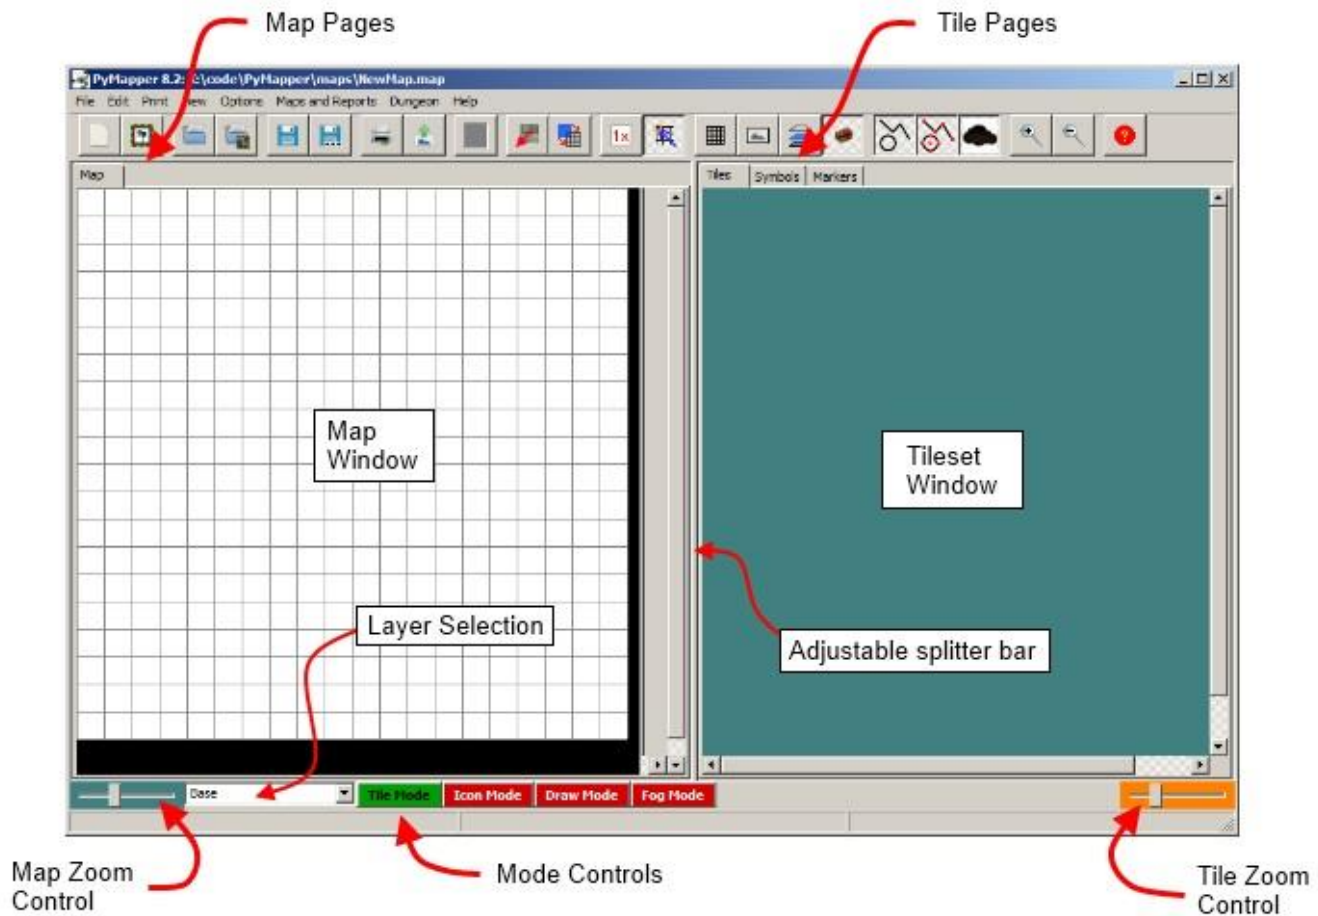 Map Pages
Tile Pages
PyMapper 8.2: E:\code\PyMapper\maps\NewMap.map
File Edit Print View Options Maps and Reports Dungeon Help
1x
?
Map
Tiles Symbols Markers
Map
Window
Tileset
Window
Layer Selection
Adjustable splitter bar
Base
Tile Mode Icon Mode Draw Mode Fog Mode
Map Zoom
Control
Mode Controls
Tile Zoom
Control